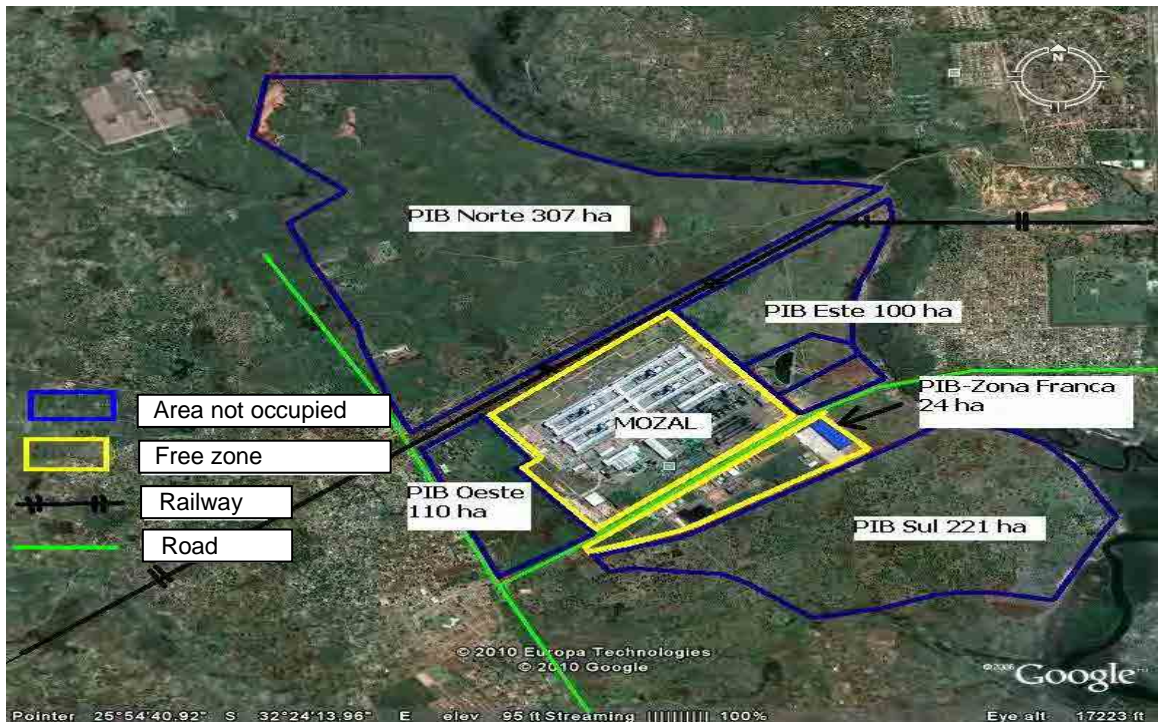 N
PIB Norte 307 ha
PIB Este 100 ha
PIB-Zona Franca
24 ha
Area not occupied
MOZAL
Free zone
PIB Oeste
110 ha
Railway
PIB Sul 221 ha
Road
© 2010 Europa Technologies
© 2010 Google
©2006 Google™
Pointer 25°54'40.92" S 32°24'13.96" E elev 95 ft Streaming |||||||||| 100% Eye alt 17223 ft